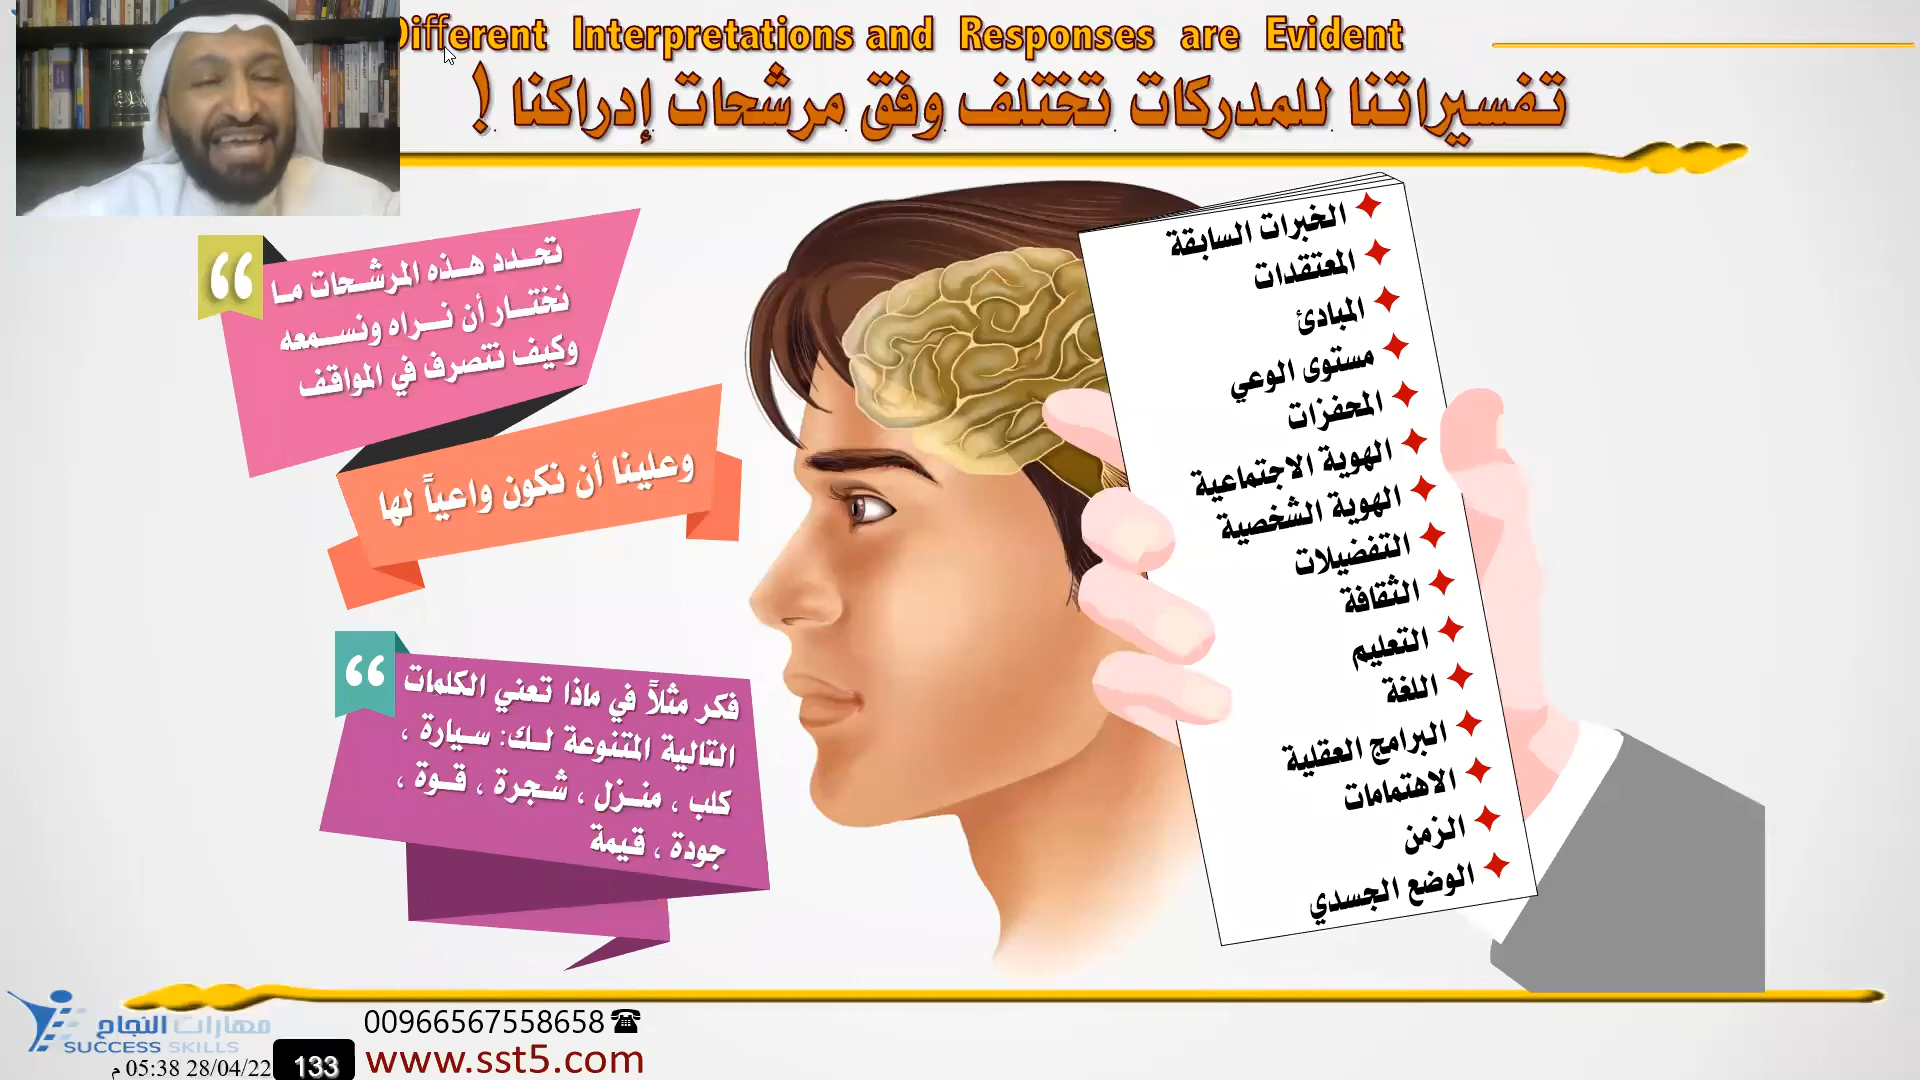 Different Interpretations and Responses are Evident
تفسيراتنا للمدركات تختلف وفق مرشحات إدراكنا !
تحدد هذه المرشحات ما
نختار أن نراه ونسمعه
وكيف نتصرف في المواقف
وعلينا أن نكون واعياً لها
فكر مثلاً في ماذا تعني الكلمات
التالية المتنوعة لك: سيارة ،
كلب ، منزل ، شجرة ، قوة ،
جودة ، قيمة
الخبرات السابقة
المعتقدات
المبادئ
مستوى الوعي
المحفزات
الهوية الاجتماعية
الهوية الشخصية
التفضيلات
الثقافة
التعليم
اللغة
البرامج العقلية
الاهتمامات
الزمن
الوضع الجسدي
مهارات النجاح
SUCCESS SKILLS
00966567558658
www.sst5.com
133
28/04/22 05:38 م